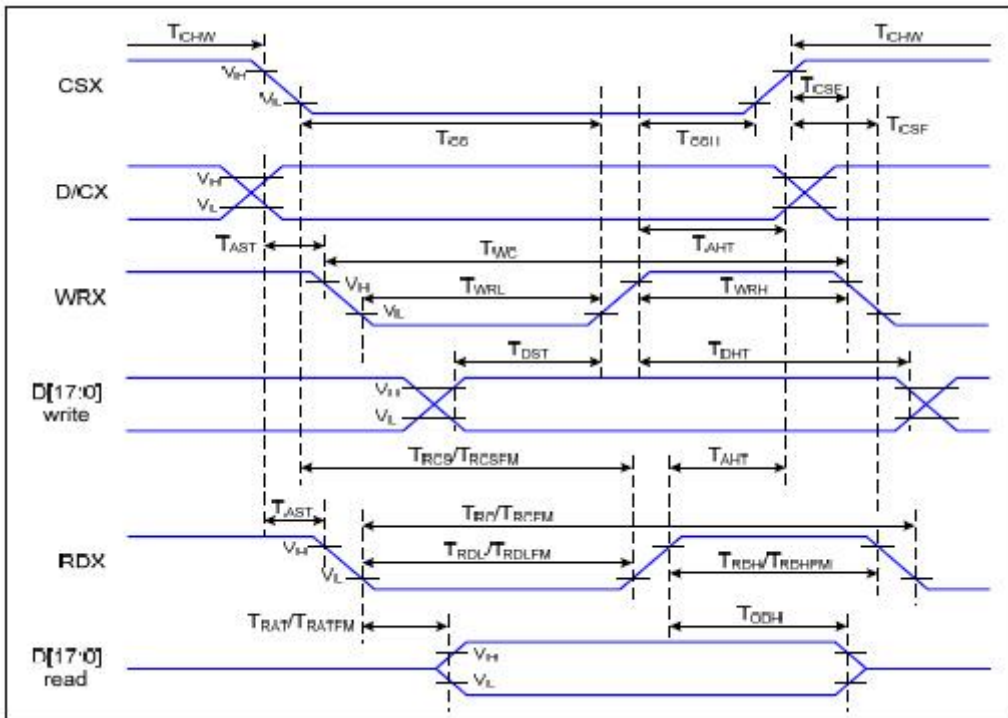 TCHW TCHW
CSX
VIH
TCSF
VIL
TCS
TCSF
D/CX
VIH
VIL
TAST
TAHT
TWC
WRX
VIH
TWRL TWRH
VIL
TDST TDHT
D[17:0]
write
VIL
TRCS/TRCSFM TAHT
TAST
TRC/TRCFM
RDX
VIH
TRDL/TRDLFM TRDH/TRDHFM
VIL
TRAT/TRATFM TODH
D[17:0]
read
VIH
VIL